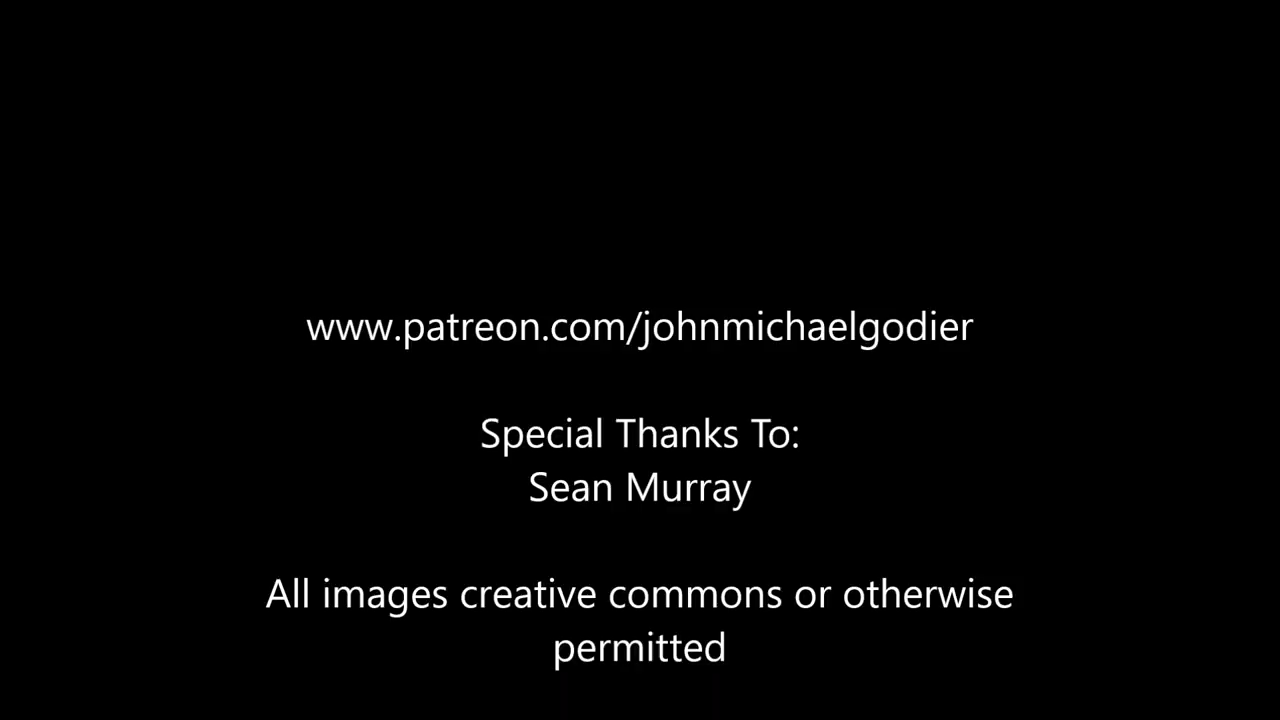 www.patreon.com/johnmichaelgodier
Special Thanks To:
Sean Murray
All images creative commons or otherwise
permitted